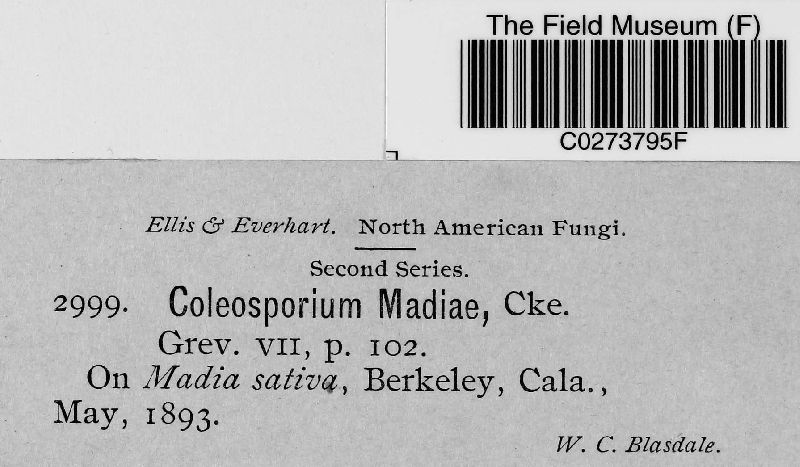 The Field Museum (F)
C0273795F
Ellis & Everhart. North American Fungi.
Second Series.
2999. Coleosporium Madiae, Cke.
Grev. VII, p. 102.
On Madia sativa, Berkeley, Cala.,
May, 1893.
W. C. Blasdale.